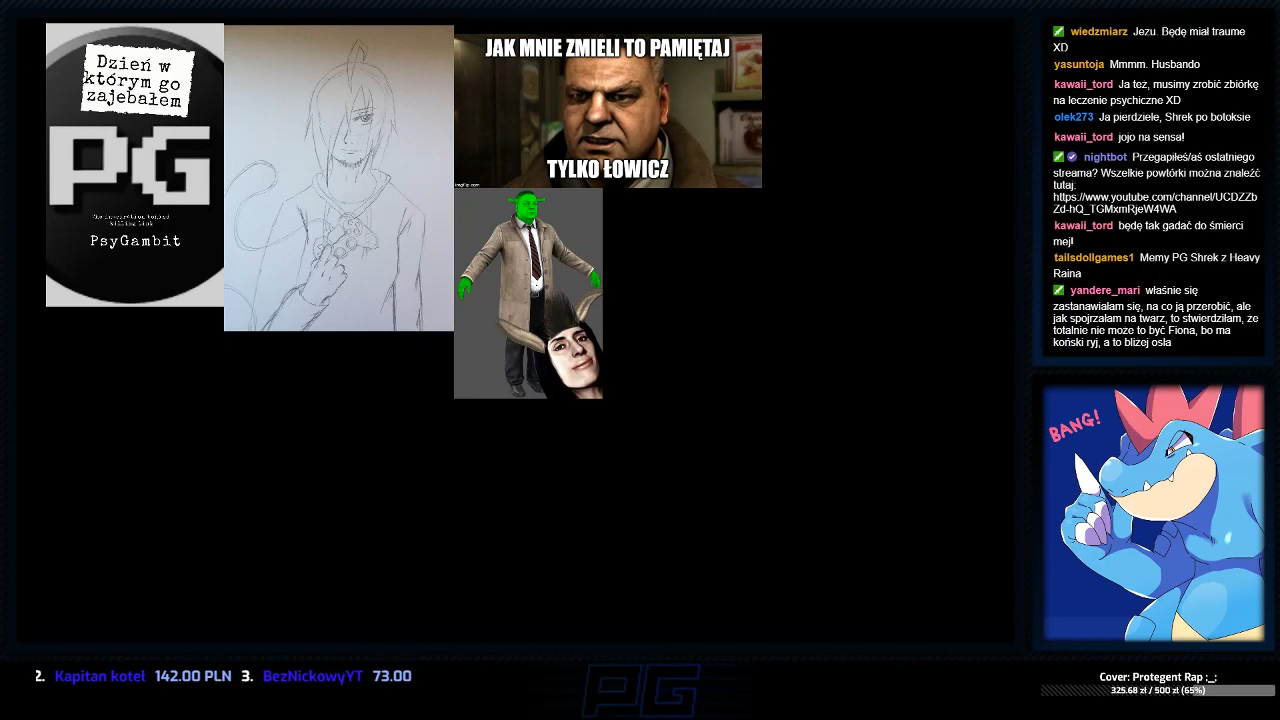 Dzień w
którym go
zajebałem
PG
PsyGambit
JAK MNIE ZMIELI TO PAMIĘTAJ
TYLKO ŁOWICZ
imgflip.com
wiedzmiarz Jezu. Będę miał traume
XD
yasuntoja Mmmm. Husbando
kawaii_tord Ja tez, musimy zrobić zbiórkę
na leczenie psychiczne XD
olek273 Ja pierdziele, Shrek po botoksie
kawaii_tord jojo na sensa!
nightbot Przegapiłeś/aś ostatniego
streama? Wszelkie powtórki można znaleźć
tutaj:
https://www.youtube.com/channel/UCDZZb
Zd-hQ_TGMxmRjeW4WA
kawaii_tord będę tak gadać do śmierci
mej!
tailsdollgames1 Memy PG Shrek z Heavy
Raina
yandere_mari właśnie się
zastanawiałam się, na co ją przerobić, ale
jak spojrzałam na twarz, to stwierdziłam, ze
totalnie nie moze to być Fiona, bo ma
koński ryj, a to blizej osła
BANG!
2. Kapitan kotel 142.00 PLN 3. BezNickowyYT 73.00
PG
Cover: Protegent Rap :_:
325.68 zł / 500 zł (65%)